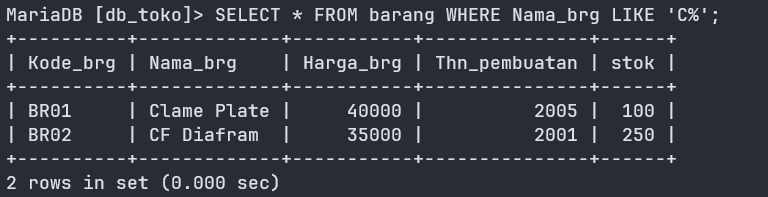 MariaDB [db_toko]> SELECT * FROM barang WHERE Nama_brg LIKE 'C%';
+----------+-------------+-----------+---------------+------+
| Kode_brg | Nama_brg    | Harga_brg | Thn_pembuatan | stok |
+----------+-------------+-----------+---------------+------+
| BR01     | Clame Plate |     40000 |          2005 |  100 |
| BR02     | CF Diafram  |     35000 |          2001 |  250 |
+----------+-------------+-----------+---------------+------+
2 rows in set (0.000 sec)